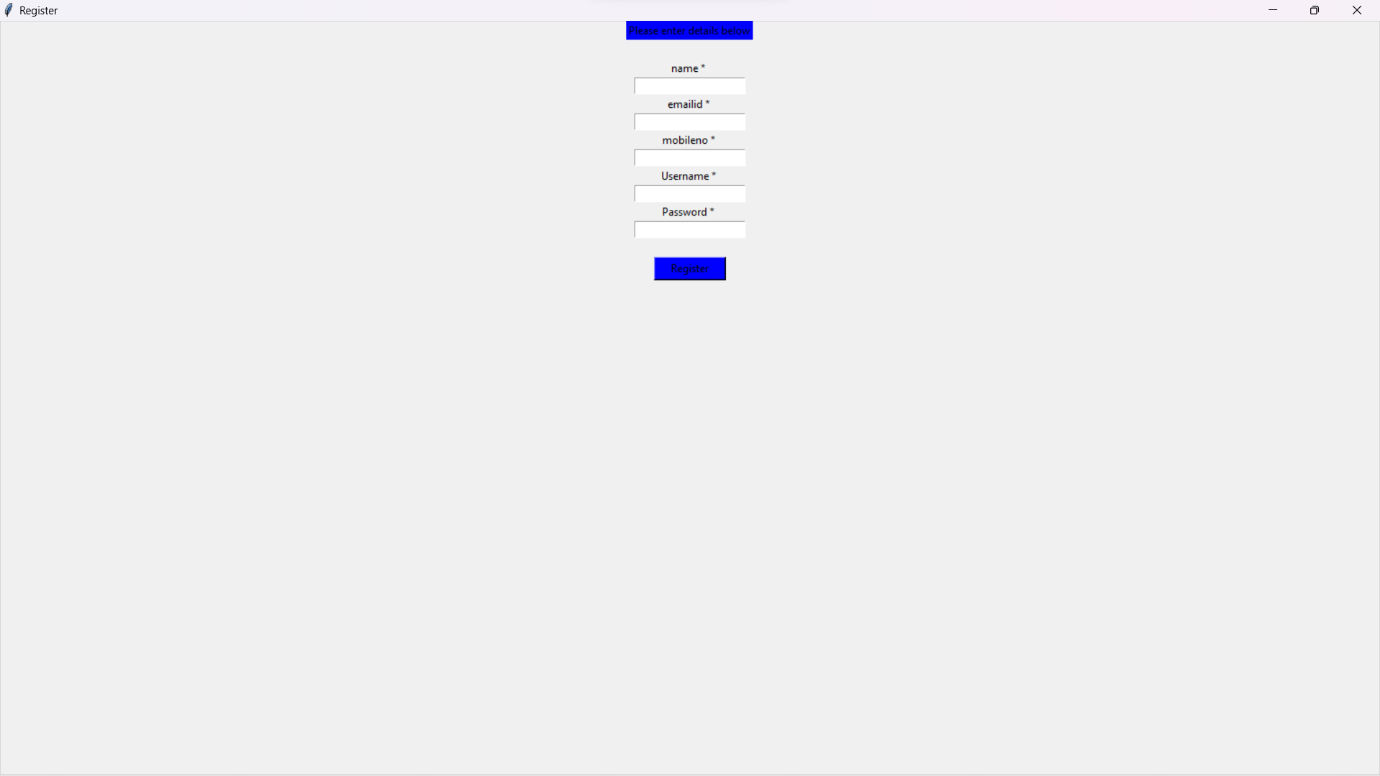 Register
Please enter details below
name *
emailid *
mobileno *
Username *
Password *
Register